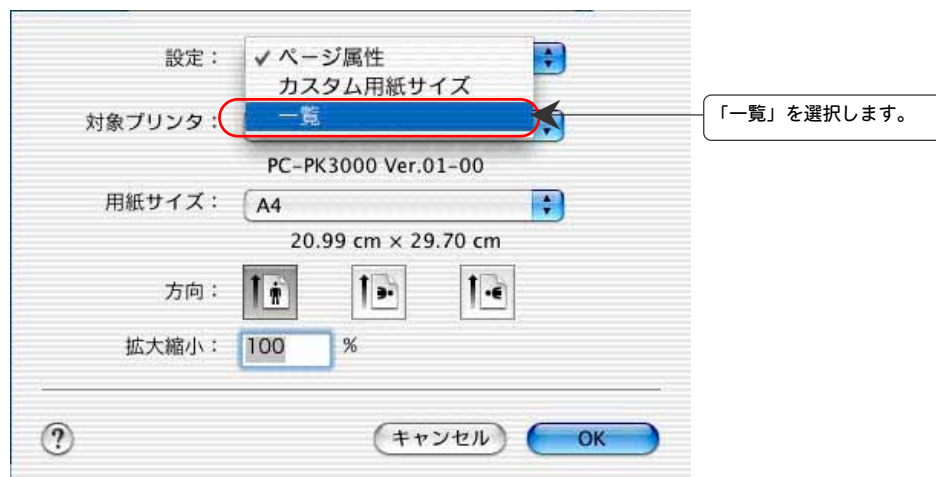 設定： ✓ ページ属性
カスタム用紙サイズ
対象プリンタ： 一覧
「一覧」を選択します。
PC-PK3000 Ver.01-00
用紙サイズ： A4
20.99 cm × 29.70 cm
方向：
拡大縮小： 100 %
? キャンセル OK